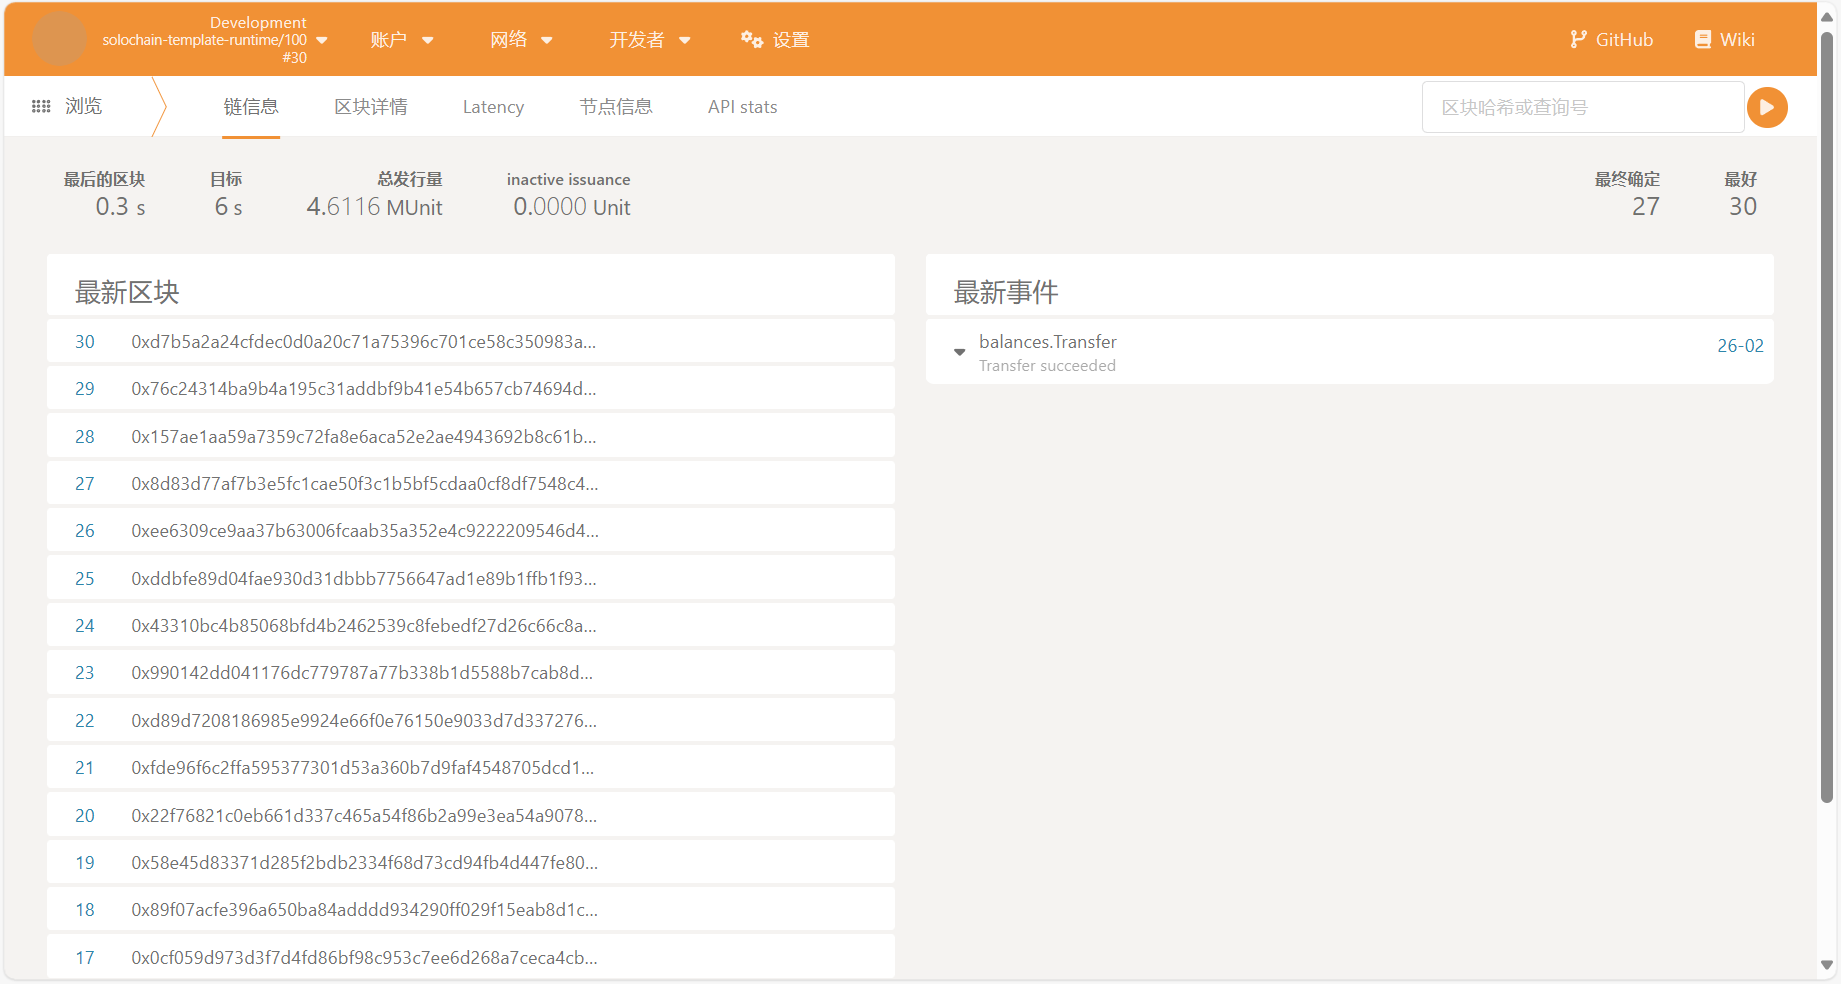 Development
solochain-template-runtime/100
#30
账户
网络
开发者
设置
GitHub
Wiki
浏览
链信息
区块详情
Latency
节点信息
API stats
区块哈希或查询号
最后的区块
0.3 s
目标
6 s
总发行量
4.6116 MUnit
inactive issuance
0.0000 Unit
最终确定
27
最好
30
最新区块
30 0xd7b5a2a24cfdec0d0a20c71a75396c701ce58c350983a...
29 0x76c24314ba9b4a195c31addbf9b41e54b657cb74694d...
28 0x157ae1aa59a7359c72fa8e6aca52e2ae4943692b8c61b...
27 0x8d83d77af7b3e5fc1cae50f3c1b5bf5cdaa0cf8df7548c4...
26 0xee6309ce9aa37b63006fcaab35a352e4c9222209546d4...
25 0xddbfe89d04fae930d31dbbb7756647ad1e89b1ffb1f93...
24 0x43310bc4b85068bfd4b2462539c8febedf27d26c66c8a...
23 0x990142dd041176dc779787a77b338b1d5588b7cab8d...
22 0xd89d7208186985e9924e66f0e76150e9033d7d337276...
21 0xfde96f6c2ffa595377301d53a360b7d9faf4548705dcd1...
20 0x22f76821c0eb661d337c465a54f86b2a99e3ea54a9078...
19 0x58e45d83371d285f2bdb2334f68d73cd94fb4d447fe80...
18 0x89f07acfe396a650ba84adddd934290ff029f15eab8d1c...
17 0x0cf059d973d3f7d4fd86bf98c953c7ee6d268a7ceca4cb...
最新事件
balances.Transfer
26-02
Transfer succeeded